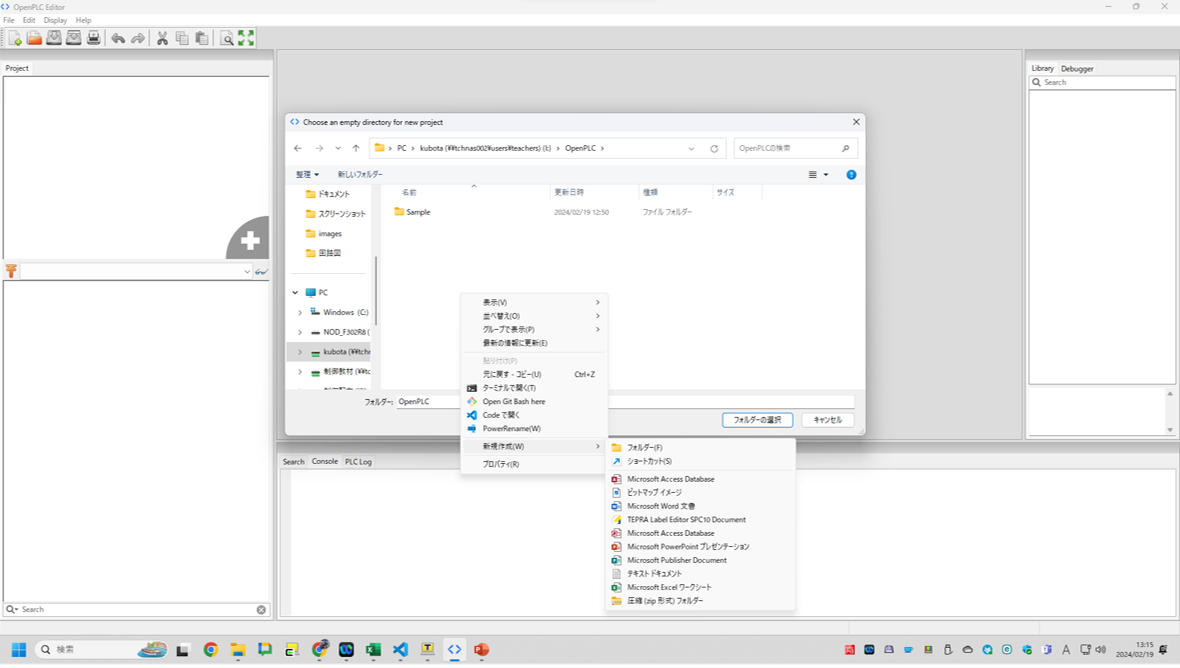 OpenPLC Editor
File Edit Display Help
Project
Library Debugger
Search
Choose an empty directory for new project
PC > kubota (¥¥tchnas002¥users¥teachers) (I:) > OpenPLC >
OpenPLCの検索
整理 新しいフォルダー
ドキュメント
スクリーンショット
images
回路図
PC
Windows (C:)
NOD_F302R8 (
kubota (¥¥tchn
制御教材 (¥¥tc
名前 更新日時 種類 サイズ
Sample 2024/02/19 12:50 ファイル フォルダー
表示(V)
並べ替え(O)
グループで表示(P)
最新の情報に更新(E)
貼り付け(P)
元に戻す - コピー(U) Ctrl+Z
ターミナルで開く(T)
Open Git Bash here
Code で開く
PowerRename(W)
新規作成(W)
プロパティ(R)
フォルダー: OpenPLC
フォルダーの選択 キャンセル
フォルダー(F)
ショートカット(S)
Microsoft Access Database
ビットマップ イメージ
Microsoft Word 文書
TEPRA Label Editor SPC10 Document
Microsoft Access Database
Microsoft PowerPoint プレゼンテーション
Microsoft Publisher Document
テキスト ドキュメント
Microsoft Excel ワークシート
圧縮 (zip 形式) フォルダー
Search Console PLC Log
Search
検索
A
13:15
2024/02/19